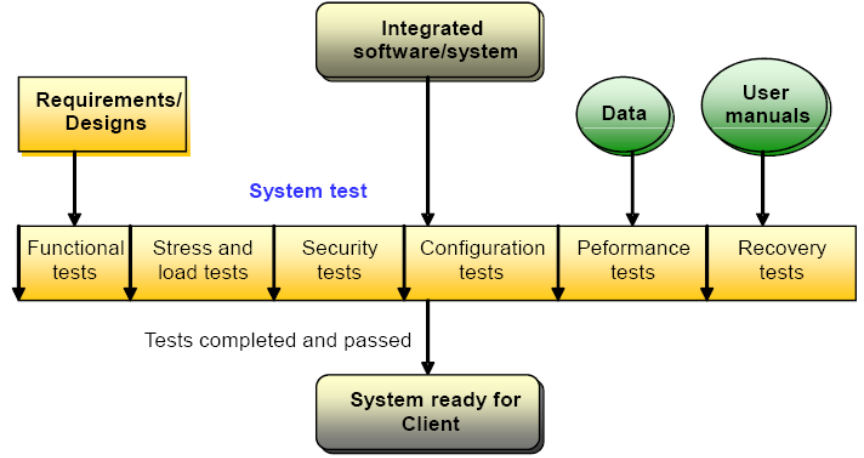 Integrated
software/system
Requirements/
Designs
Data
User
manuals
System test
Functional
tests
Stress and
load tests
Security
tests
Configuration
tests
Peformance
tests
Recovery
tests
Tests completed and passed
System ready for
Client